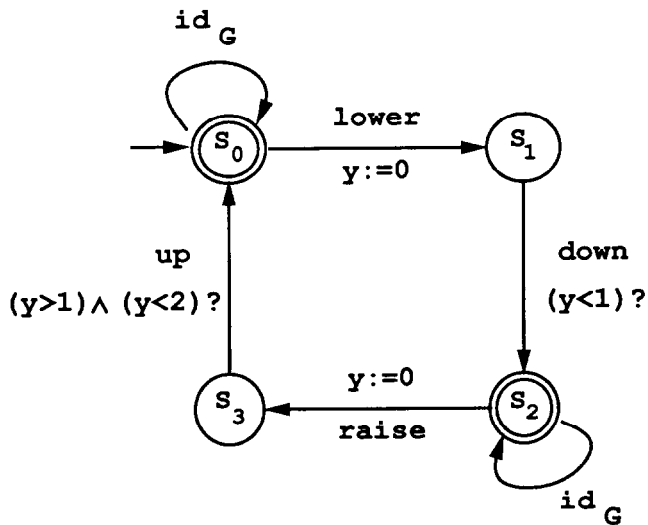 id G
lower
S0
S1
y:=0
up
down
(y>1)∧(y<2)?
(y<1)?
y:=0
S3
S2
raise
id G